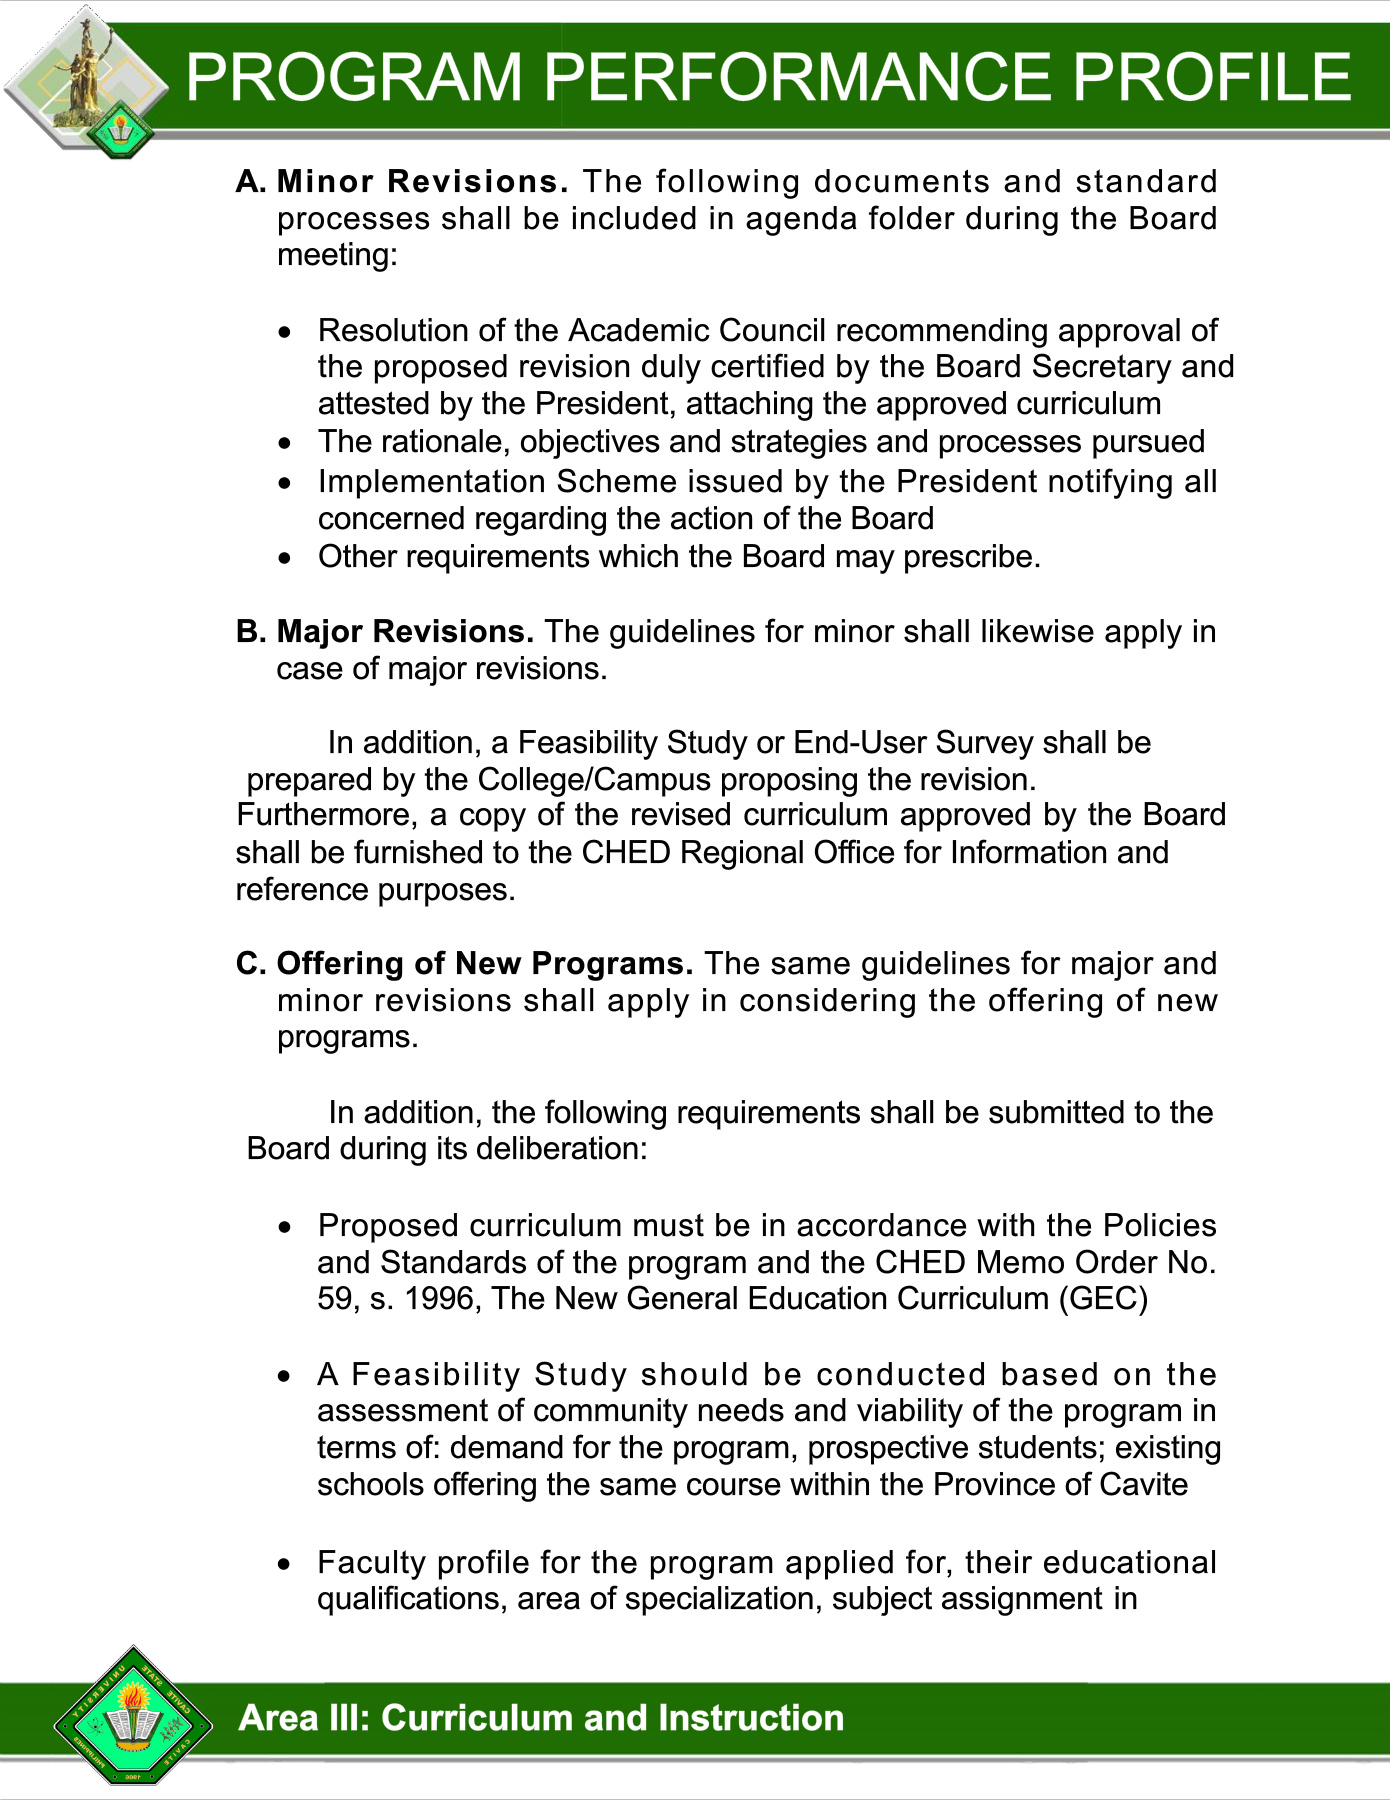 PROGRAM PERFORMANCE PROFILE
A. Minor Revisions. The following documents and standard
processes shall be included in agenda folder during the Board
meeting:
• Resolution of the Academic Council recommending approval of
the proposed revision duly certified by the Board Secretary and
attested by the President, attaching the approved curriculum
• The rationale, objectives and strategies and processes pursued
• Implementation Scheme issued by the President notifying all
concerned regarding the action of the Board
• Other requirements which the Board may prescribe.
B. Major Revisions. The guidelines for minor shall likewise apply in
case of major revisions.
In addition, a Feasibility Study or End-User Survey shall be
prepared by the College/Campus proposing the revision.
Furthermore, a copy of the revised curriculum approved by the Board
shall be furnished to the CHED Regional Office for Information and
reference purposes.
C. Offering of New Programs. The same guidelines for major and
minor revisions shall apply in considering the offering of new
programs.
In addition, the following requirements shall be submitted to the
Board during its deliberation:
• Proposed curriculum must be in accordance with the Policies
and Standards of the program and the CHED Memo Order No.
59, s. 1996, The New General Education Curriculum (GEC)
• A Feasibility Study should be conducted based on the
assessment of community needs and viability of the program in
terms of: demand for the program, prospective students; existing
schools offering the same course within the Province of Cavite
• Faculty profile for the program applied for, their educational
qualifications, area of specialization, subject assignment in
CAVITE STATE UNIVERSITY
CAVITE
PHILIPPINES
1906
Area III: Curriculum and Instruction